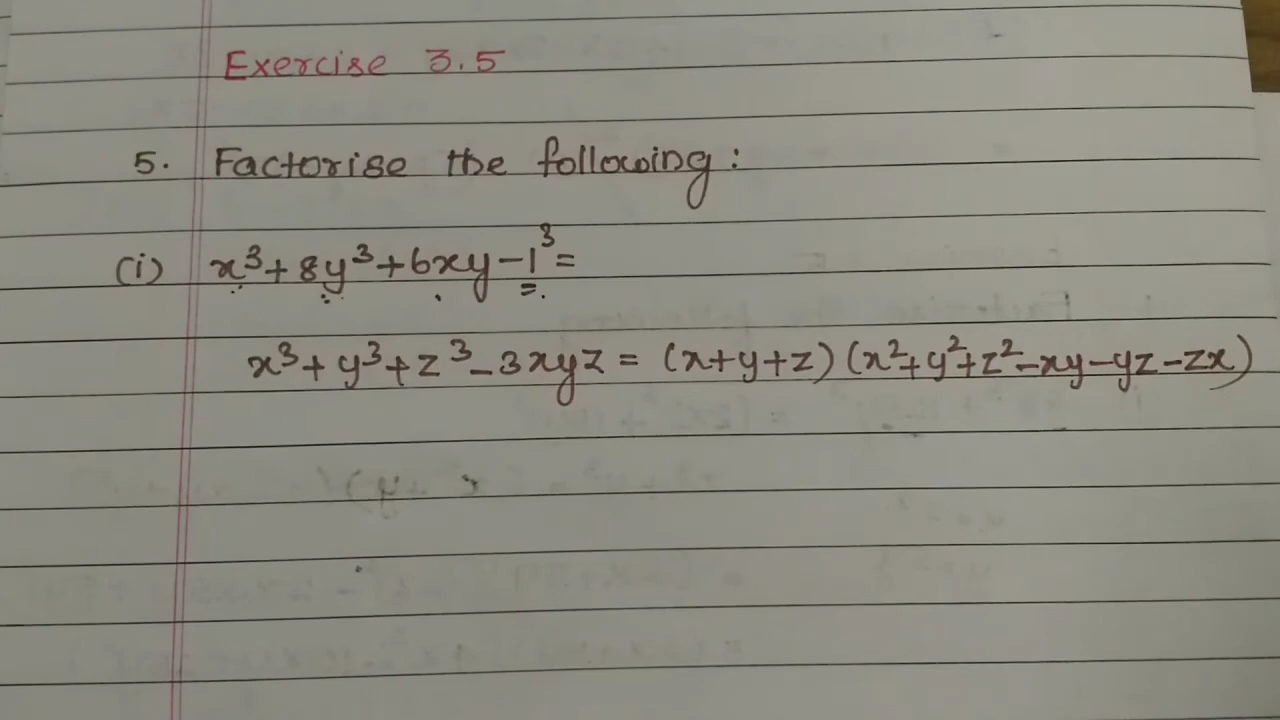 Exercise 3.5
5. Factorise the following:
(i) x³+8y³+6xy-1³=
x³+y³+z³-3xyz = (x+y+z)(x²+y²+z²-xy-yz-zx)